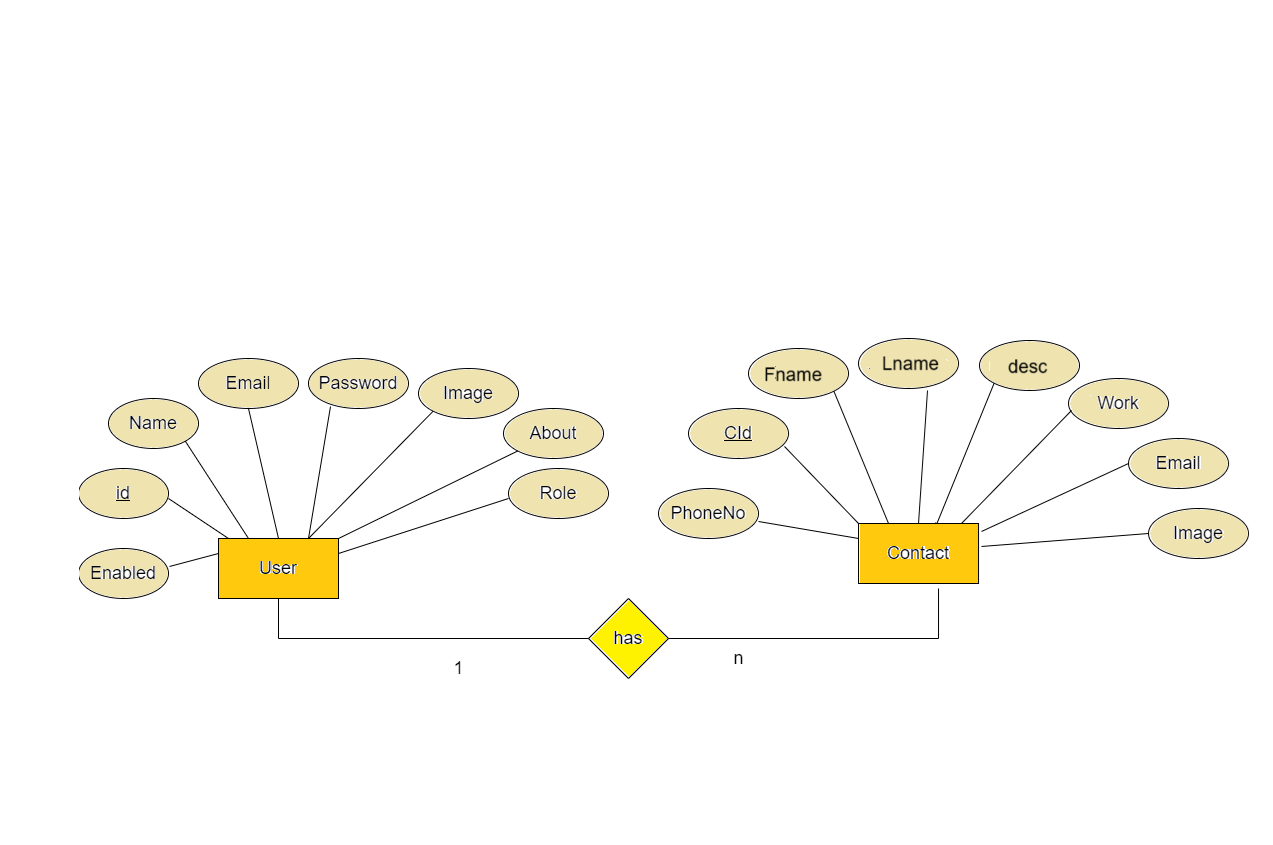 Email
Password
Image
Name
About
id
Role
Enabled
User
Fname
Lname
desc
Work
CId
Email
PhoneNo
Image
Contact
has
1
n